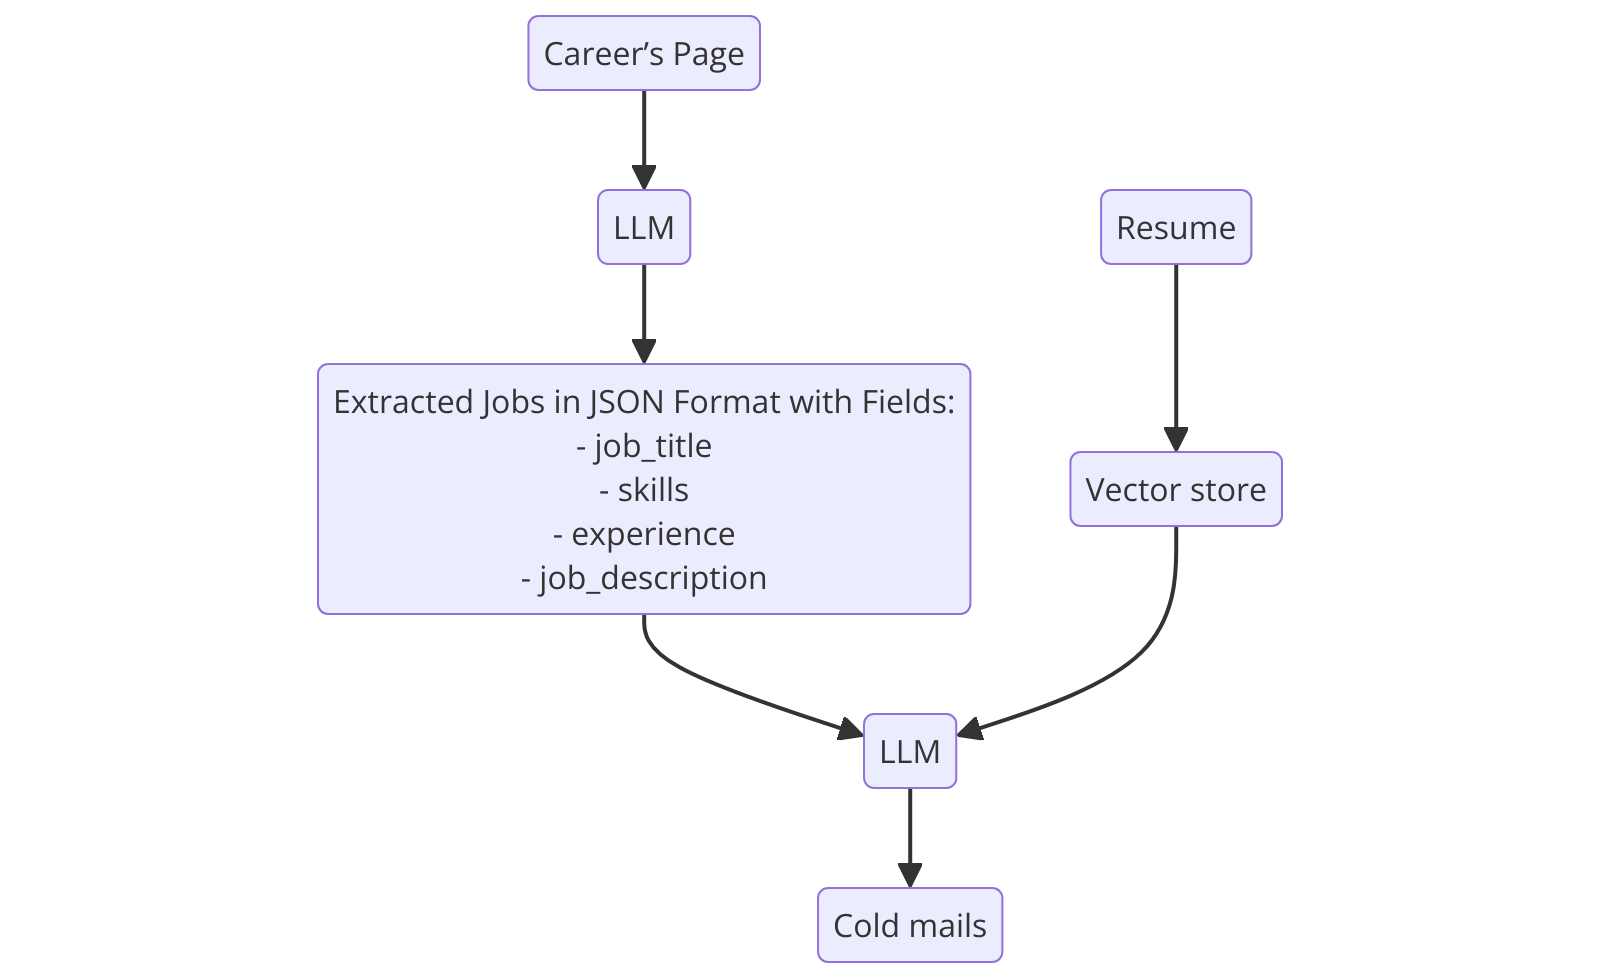 Career’s Page
LLM
Resume
Extracted Jobs in JSON Format with Fields:
- job_title
- skills
- experience
- job_description
Vector store
LLM
Cold mails